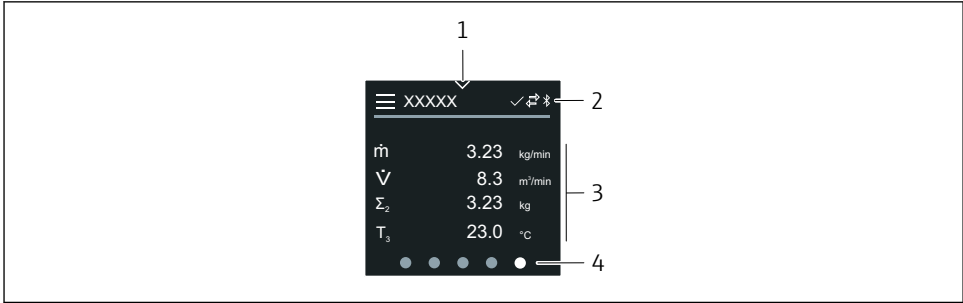 1
XXXXX
2
ṁ 3.23 kg/min
V̇ 8.3 m³/min
Σ₂ 3.23 kg
T₃ 23.0 °C
3
4